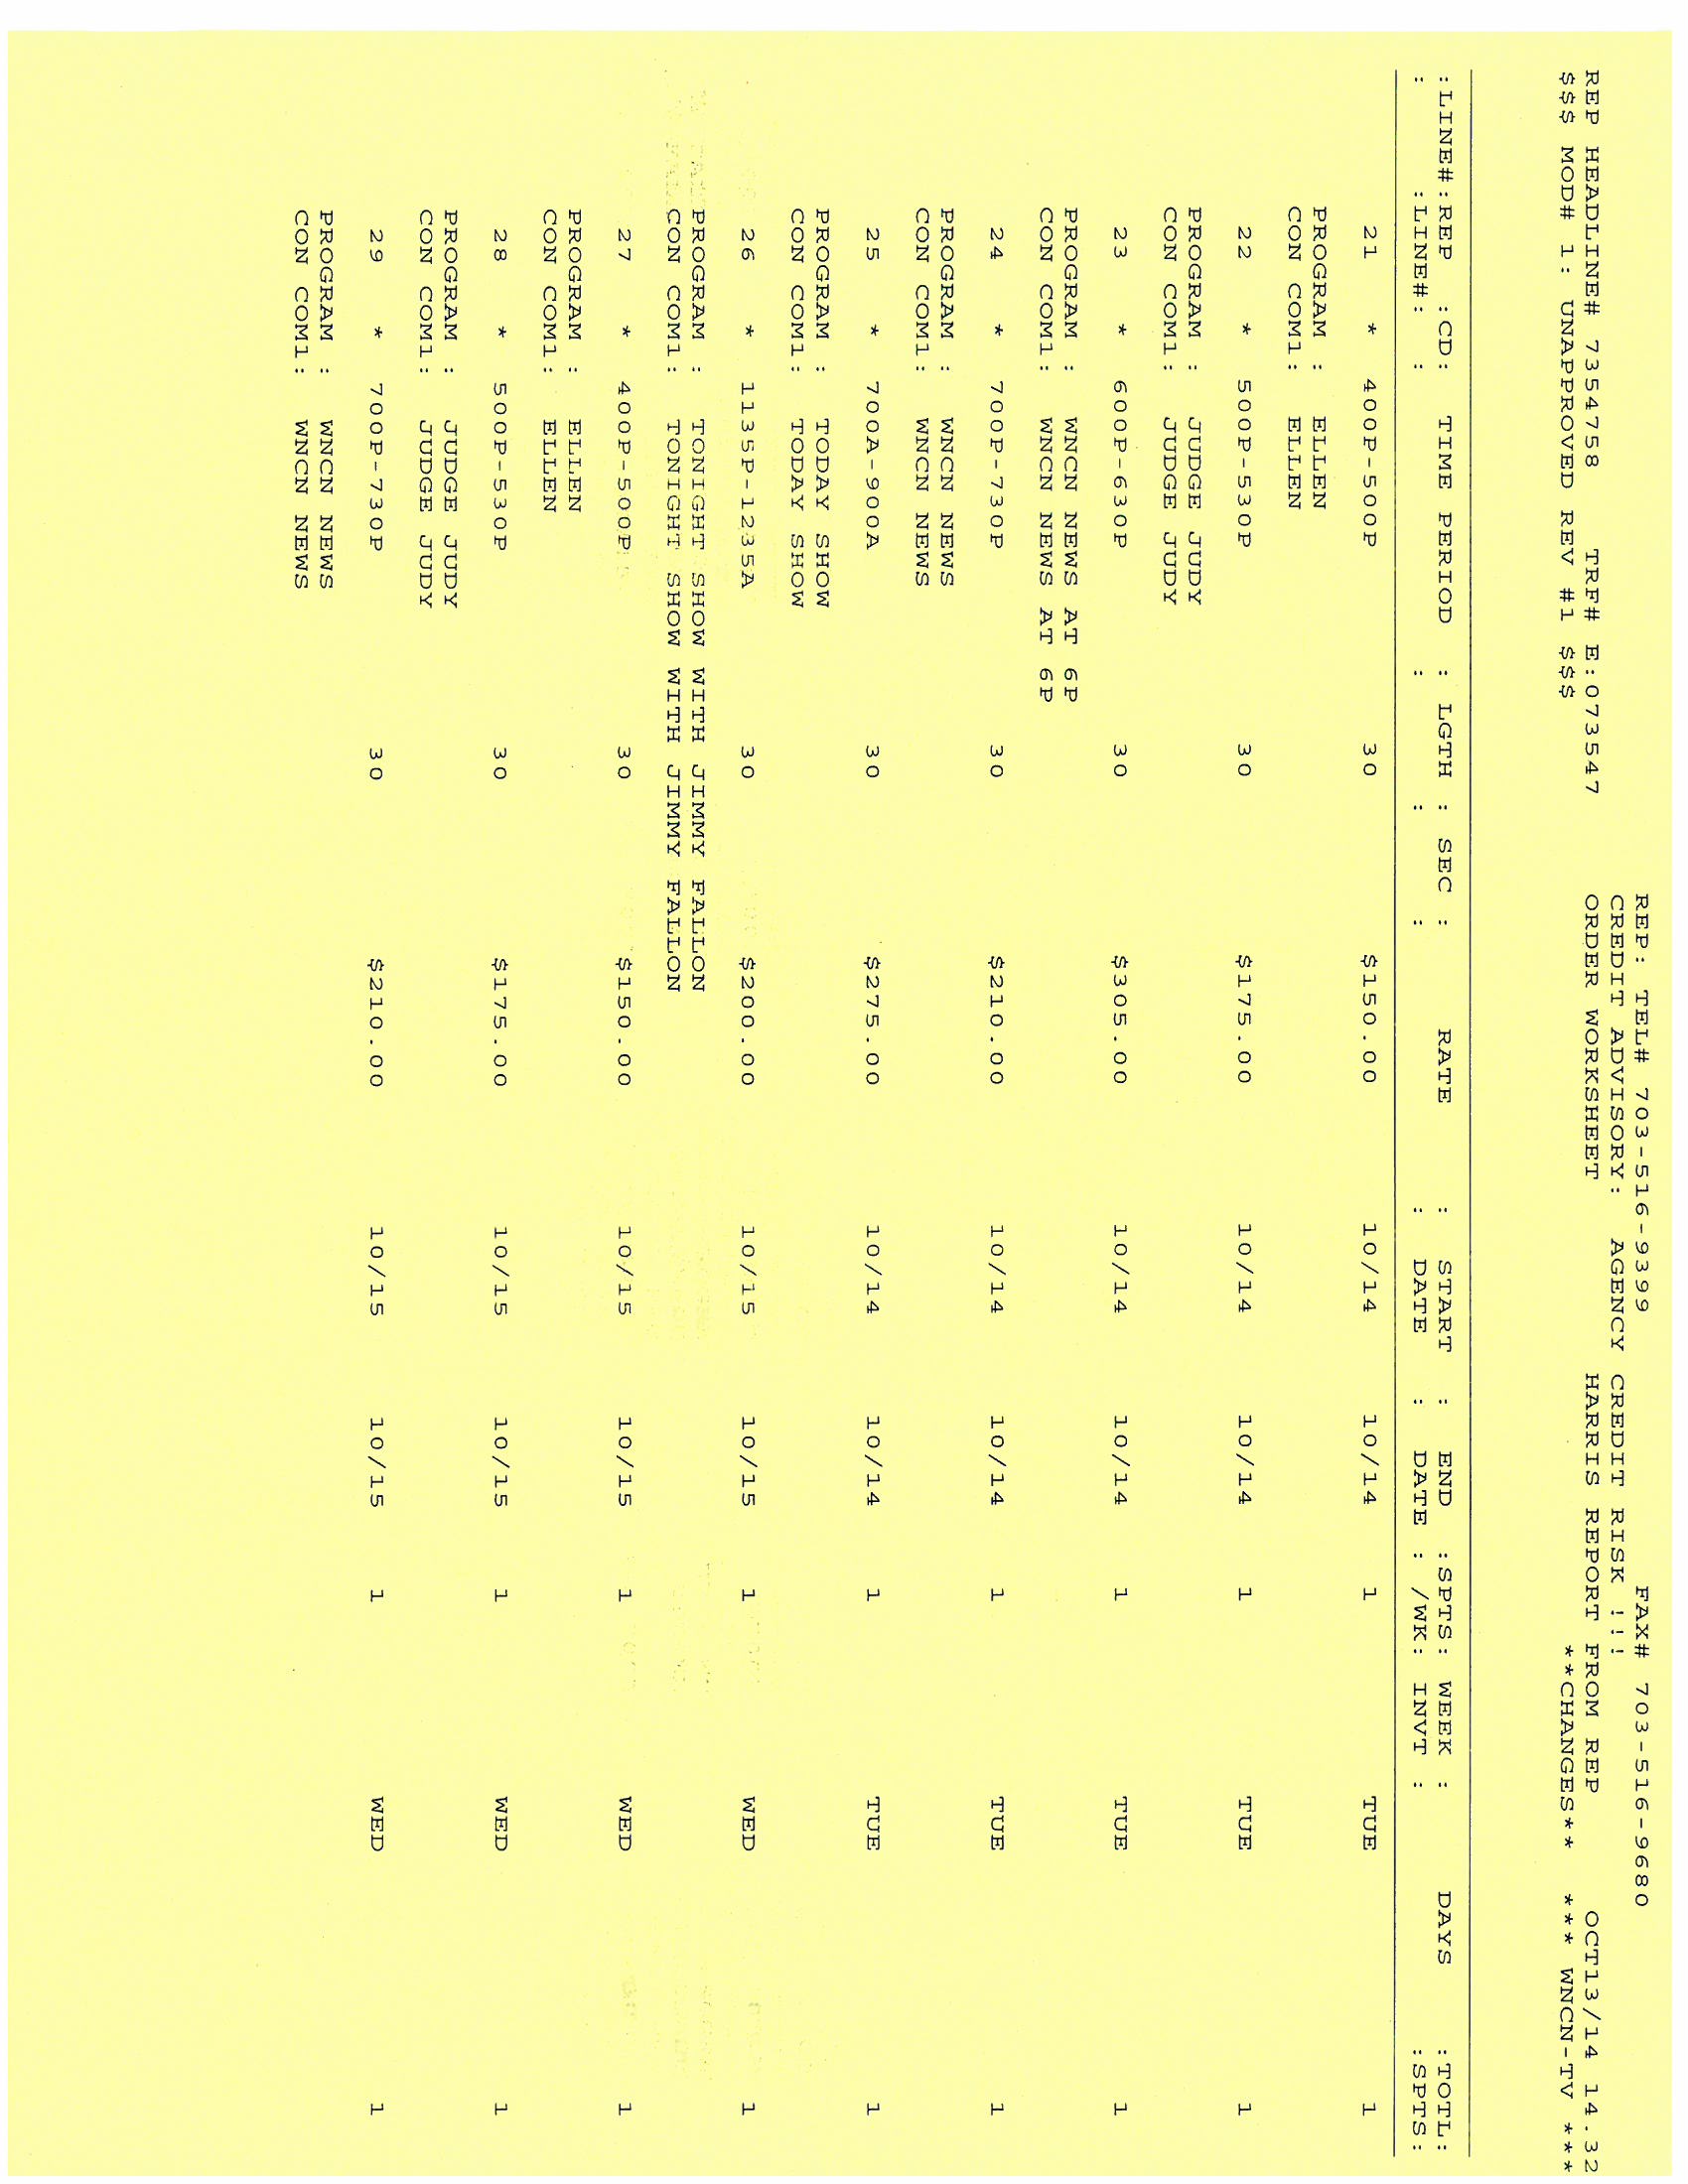 REP: TEL# 703-516-9399 FAX# 703-516-9680
CREDIT ADVISORY: AGENCY CREDIT RISK !!!
REP HEADLINE# 7354758 TRF# E:073547 ORDER WORKSHEET HARRIS REPORT FROM REP OCT13/14 14.32
$$$ MOD# 1: UNAPPROVED REV #1 $$$ **CHANGES** *** WNCN-TV ***
:LINE#:REP :CD: TIME PERIOD : LGTH : SEC : RATE : START : END :SPTS: WEEK : DAYS :TOTL:
: :LINE#: : : : : : DATE : DATE : /WK: INVT : :SPTS:
21 * 400P-500P 30 $150.00 10/14 10/14 1 TUE 1
PROGRAM : ELLEN
CON COM1: ELLEN
22 * 500P-530P 30 $175.00 10/14 10/14 1 TUE 1
PROGRAM : JUDGE JUDY
CON COM1: JUDGE JUDY
23 * 600P-630P 30 $305.00 10/14 10/14 1 TUE 1
PROGRAM : WNCN NEWS AT 6P
CON COM1: WNCN NEWS AT 6P
24 * 700P-730P 30 $210.00 10/14 10/14 1 TUE 1
PROGRAM : WNCN NEWS
CON COM1: WNCN NEWS
25 * 700A-900A 30 $275.00 10/14 10/14 1 TUE 1
PROGRAM : TODAY SHOW
CON COM1: TODAY SHOW
26 * 1135P-1235A 30 $200.00 10/15 10/15 1 WED 1
PROGRAM : TONIGHT SHOW WITH JIMMY FALLON
CON COM1: TONIGHT SHOW WITH JIMMY FALLON
27 * 400P-500P 30 $150.00 10/15 10/15 1 WED 1
PROGRAM : ELLEN
CON COM1: ELLEN
28 * 500P-530P 30 $175.00 10/15 10/15 1 WED 1
PROGRAM : JUDGE JUDY
CON COM1: JUDGE JUDY
29 * 700P-730P 30 $210.00 10/15 10/15 1 WED 1
PROGRAM : WNCN NEWS
CON COM1: WNCN NEWS